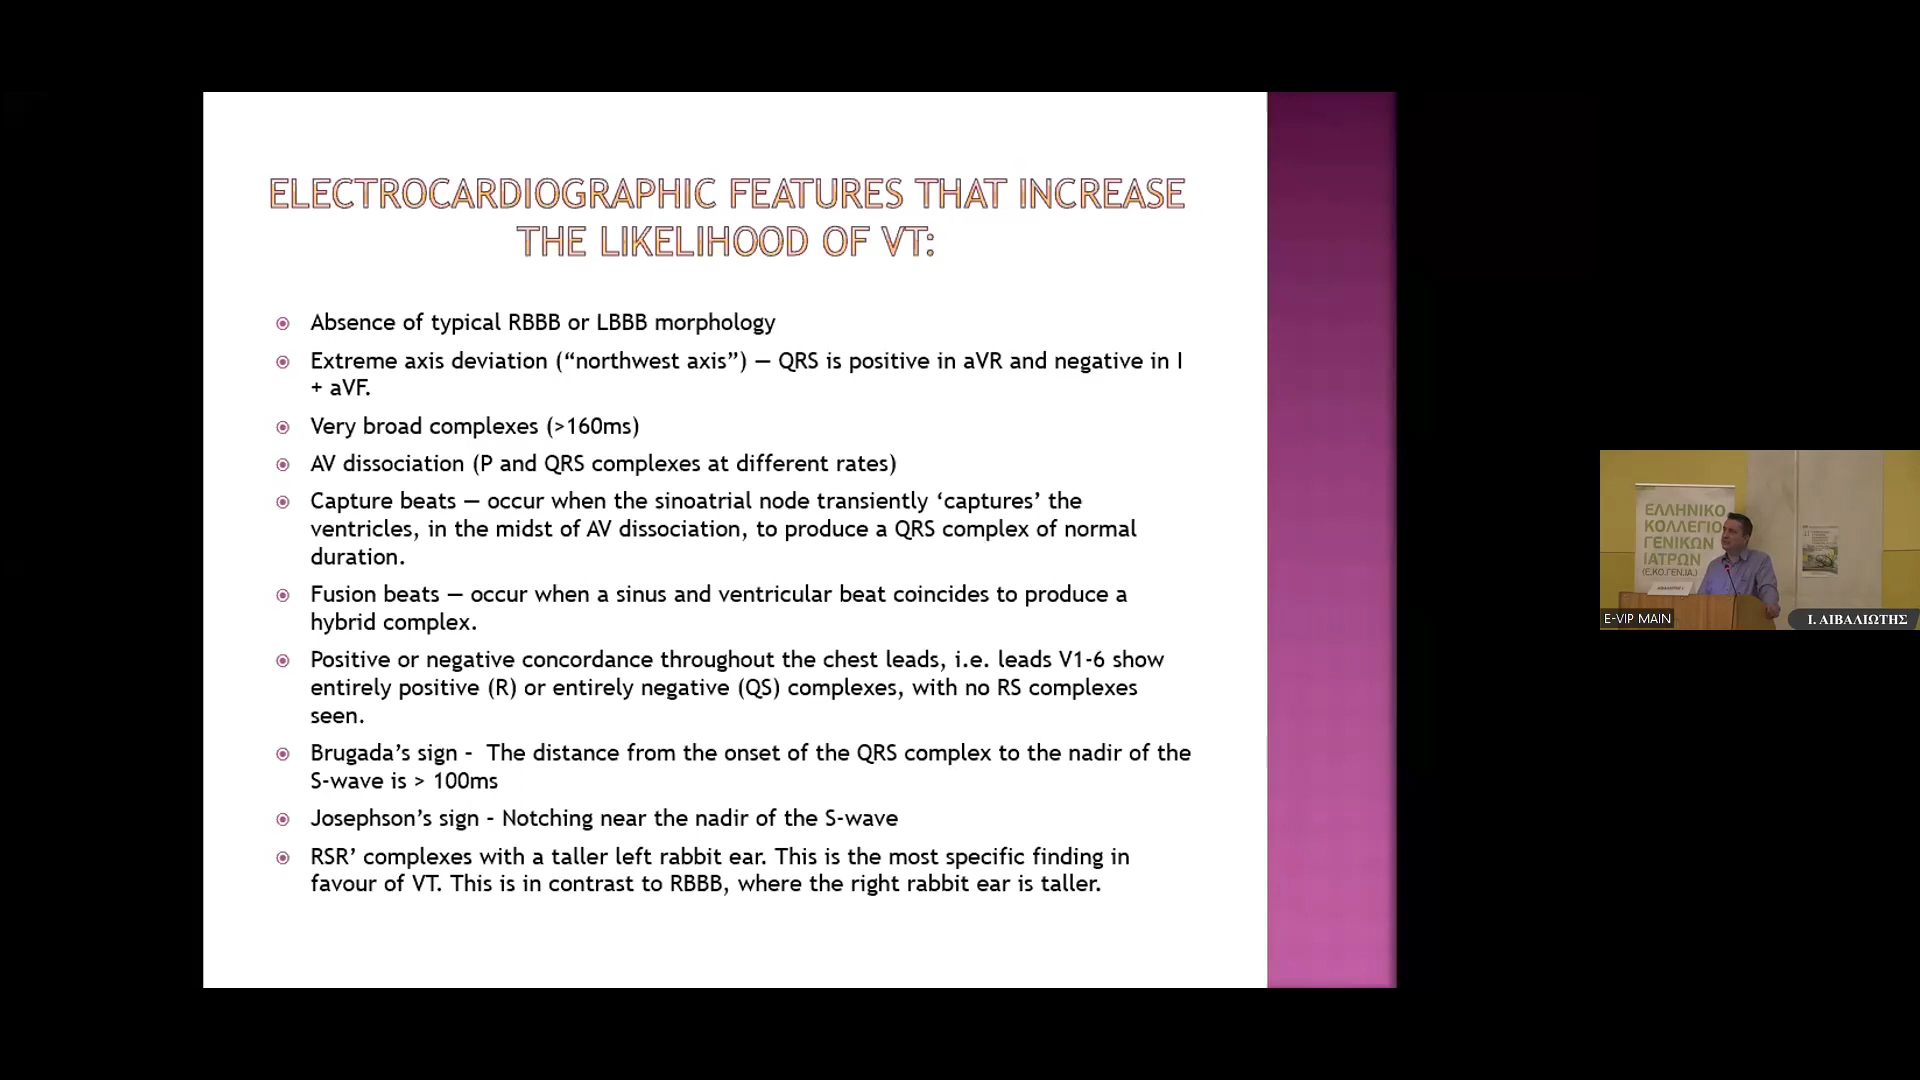 ELECTROCARDIOGRAPHIC FEATURES THAT INCREASE
THE LIKELIHOOD OF VT:
Absence of typical RBBB or LBBB morphology
Extreme axis deviation (“northwest axis”) — QRS is positive in aVR and negative in I
+ aVF.
Very broad complexes (>160ms)
AV dissociation (P and QRS complexes at different rates)
Capture beats — occur when the sinoatrial node transiently ‘captures’ the
ventricles, in the midst of AV dissociation, to produce a QRS complex of normal
duration.
Fusion beats — occur when a sinus and ventricular beat coincides to produce a
hybrid complex.
Positive or negative concordance throughout the chest leads, i.e. leads V1-6 show
entirely positive (R) or entirely negative (QS) complexes, with no RS complexes
seen.
Brugada’s sign -  The distance from the onset of the QRS complex to the nadir of the
S-wave is > 100ms
Josephson’s sign - Notching near the nadir of the S-wave
RSR’ complexes with a taller left rabbit ear. This is the most specific finding in
favour of VT. This is in contrast to RBBB, where the right rabbit ear is taller.
ΕΛΛΗΝΙΚΟ
ΚΟΛΛΕΓΙΟ
ΓΕΝΙΚΩΝ
ΙΑΤΡΩΝ
(Ε.ΚΟ.ΓΕΝ.ΙΑ.)
E-VIP MAIN
Ι. ΑΙΒΑΛΙΩΤΗΣ